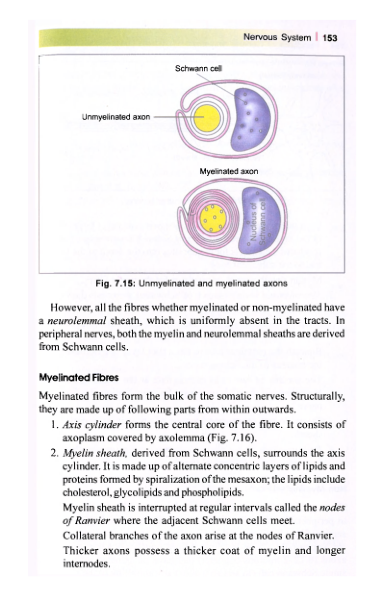 Nervous System 153
Schwann cell
Unmyelinated axon
Myelinated axon
Nucleus of
Schwann cell
Fig. 7.15: Unmyelinated and myelinated axons
However, all the fibres whether myelinated or non-myelinated have
a neurolemmal sheath, which is uniformly absent in the tracts. In
peripheral nerves, both the myelin and neurolemmal sheaths are derived
from Schwann cells.
Myelinated Fibres
Myelinated fibres form the bulk of the somatic nerves. Structurally,
they are made up of following parts from within outwards.
1. Axis cylinder forms the central core of the fibre. It consists of
axoplasm covered by axolemma (Fig. 7.16).
2. Myelin sheath, derived from Schwann cells, surrounds the axis
cylinder. It is made up of alternate concentric layers of lipids and
proteins formed by spiralization of the mesaxon; the lipids include
cholesterol, glycolipids and phospholipids.
Myelin sheath is interrupted at regular intervals called the nodes
of Ranvier where the adjacent Schwann cells meet.
Collateral branches of the axon arise at the nodes of Ranvier.
Thicker axons possess a thicker coat of myelin and longer
internodes.